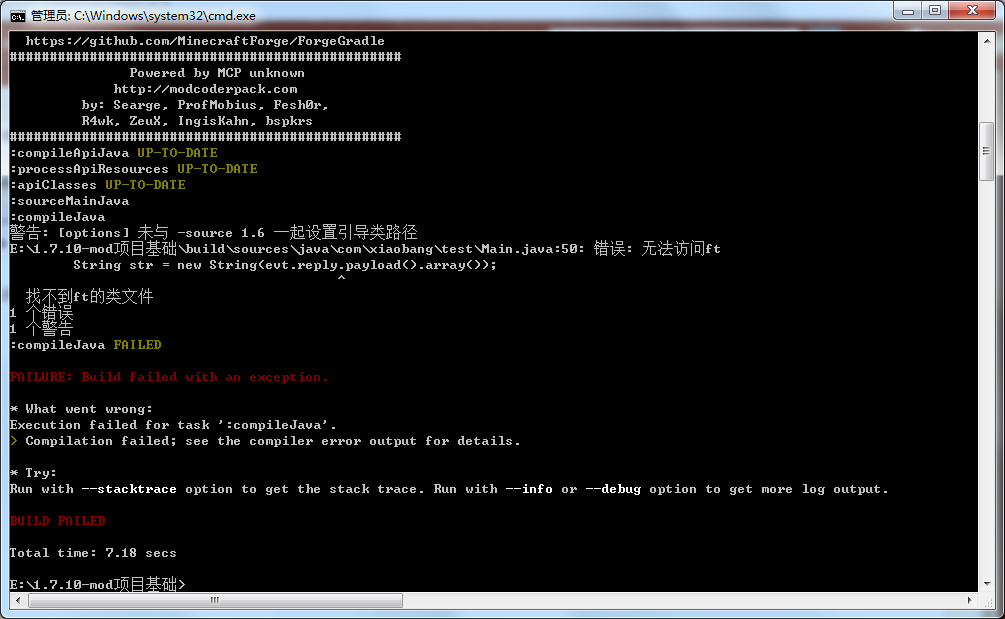 管理员: C:\Windows\system32\cmd.exe
https://github.com/MinecraftForge/ForgeGradle
#################################################
Powered by MCP unknown
http://modcoderpack.com
by: Searge, ProfMobius, Fesh0r,
R4wk, ZeuX, IngisKahn, bspkrs
#################################################
:compileApiJava UP-TO-DATE
:processApiResources UP-TO-DATE
:apiClasses UP-TO-DATE
:sourceMainJava
:compileJava
警告: [options] 未与 -source 1.6 一起设置引导类路径
E:\1.7.10-mod项目基础\build\sources\java\com\xiaobang\test\Main.java:50: 错误: 无法访问ft
String str = new String(evt.reply.payload().array());
^
找不到ft的类文件
1 个错误
1 个警告
:compileJava FAILED
FAILURE: Build failed with an exception.
* What went wrong:
Execution failed for task ':compileJava'.
> Compilation failed; see the compiler error output for details.
* Try:
Run with --stacktrace option to get the stack trace. Run with --info or --debug option to get more log output.
BUILD FAILED
Total time: 7.18 secs
E:\1.7.10-mod项目基础>